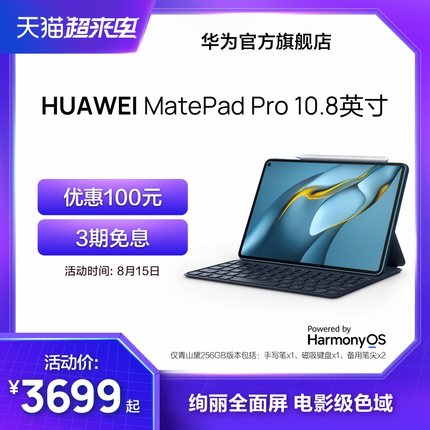 天猫超来电
华为官方旗舰店
HUAWEI MatePad Pro 10.8英寸
优惠100元
3期免息
活动时间：8月15日
Powered by
HarmonyOS
仅青山黛256GB版本包括：手写笔x1、磁吸键盘x1、备用笔尖x2
活动价：
¥3699起
绚丽全面屏 电影级色域